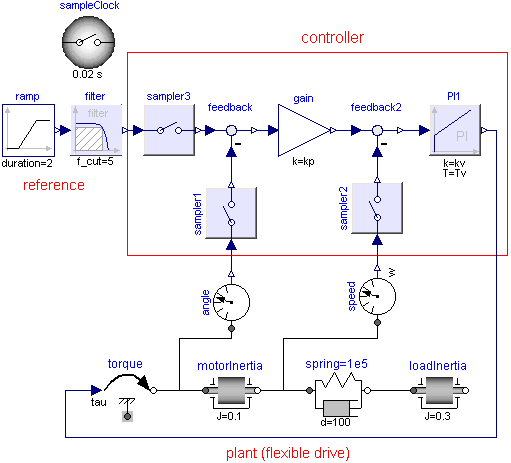 sampleClock
0.02 s
controller
ramp
filter
sampler3
feedback
gain
feedback2
PI1
filter
PI
duration=2
f_cut=5
k=kp
k=kv
T=Tv
reference
sampler1
sampler2
angle
speed
w
torque
motorInertia
spring=1e5
loadInertia
tau
J=0.1
d=100
J=0.3
plant (flexible drive)